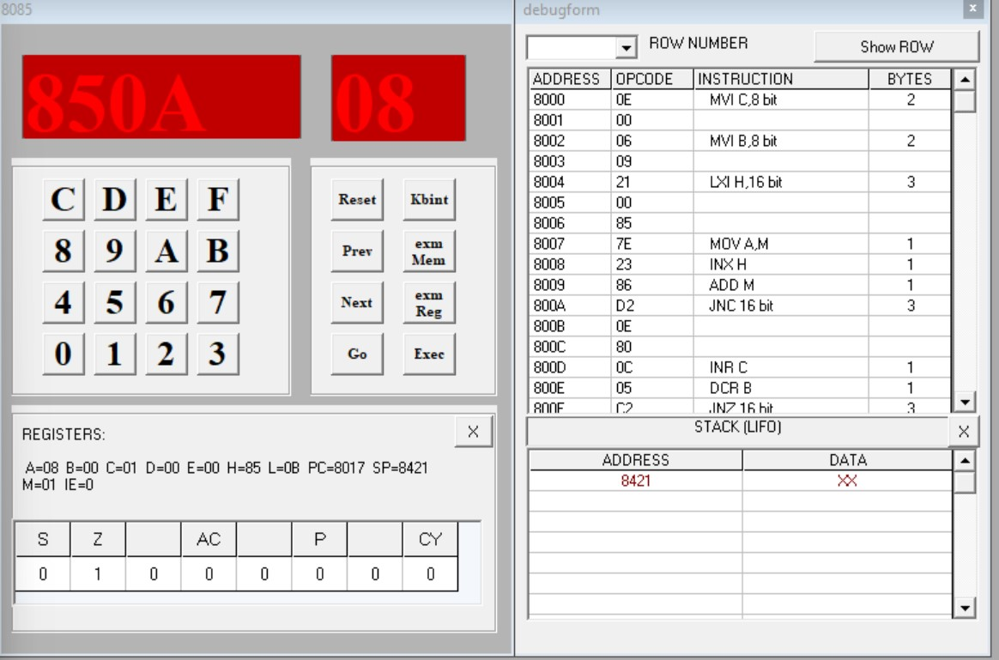 8085
850A 08
C D E F
8 9 A B
4 5 6 7
0 1 2 3
Reset Kbint
Prev exm Mem
Next exm Reg
Go Exec
REGISTERS: X
A=08 B=00 C=01 D=00 E=00 H=85 L=0B PC=8017 SP=8421
M=01 IE=0
S Z AC P CY
0 1 0 0 0 0 0 0
debugform x
ROW NUMBER Show ROW
ADDRESS OPCODE INSTRUCTION BYTES
8000 0E MVI C,8 bit 2
8001 00
8002 06 MVI B,8 bit 2
8003 09
8004 21 LXI H,16 bit 3
8005 00
8006 85
8007 7E MOV A,M 1
8008 23 INX H 1
8009 86 ADD M 1
800A D2 JNC 16 bit 3
800B 0E
800C 80
800D 0C INR C 1
800E 05 DCR B 1
800F C2 JNZ 16 bit 3
STACK (LIFO) X
ADDRESS DATA
8421 XX